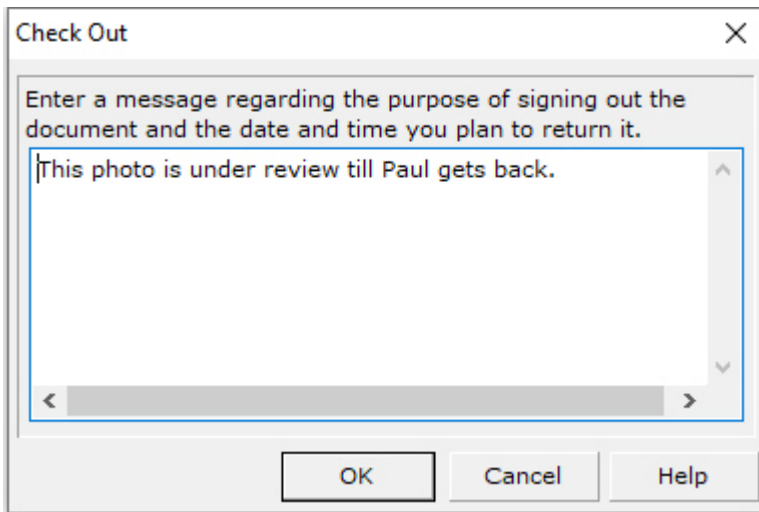 Check Out
Enter a message regarding the purpose of signing out the
document and the date and time you plan to return it.
This photo is under review till Paul gets back.
OK Cancel Help